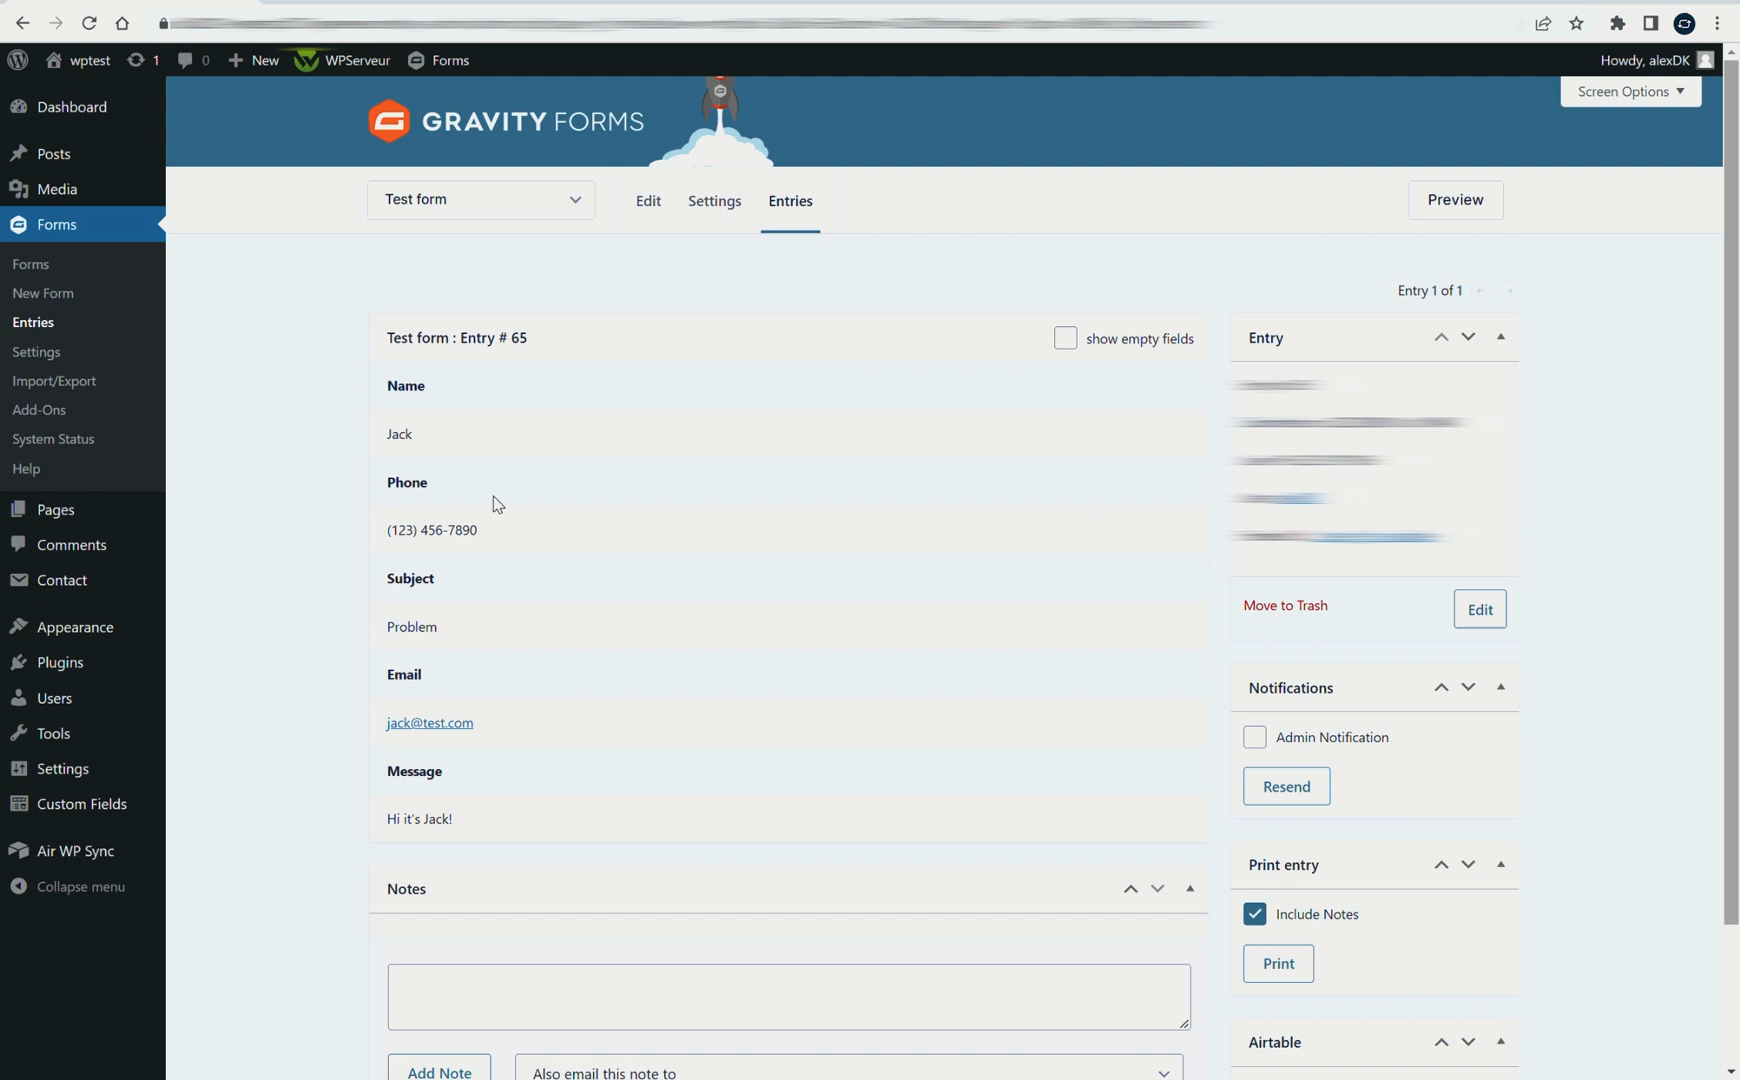 wptest
1
0
New
WPServeur
Forms
Howdy, alexDK
Dashboard
Posts
Media
Forms
Forms
New Form
Entries
Settings
Import/Export
Add-Ons
System Status
Help
Pages
Comments
Contact
Appearance
Plugins
Users
Tools
Settings
Custom Fields
Air WP Sync
Collapse menu
GRAVITY FORMS
Screen Options
Test form
Edit
Settings
Entries
Preview
Entry 1 of 1
Test form : Entry # 65
show empty fields
Name
Jack
Phone
(123) 456-7890
Subject
Problem
Email
jack@test.com
Message
Hi it's Jack!
Notes
Add Note
Also email this note to
Entry
Move to Trash
Edit
Notifications
Admin Notification
Resend
Print entry
Include Notes
Print
Airtable